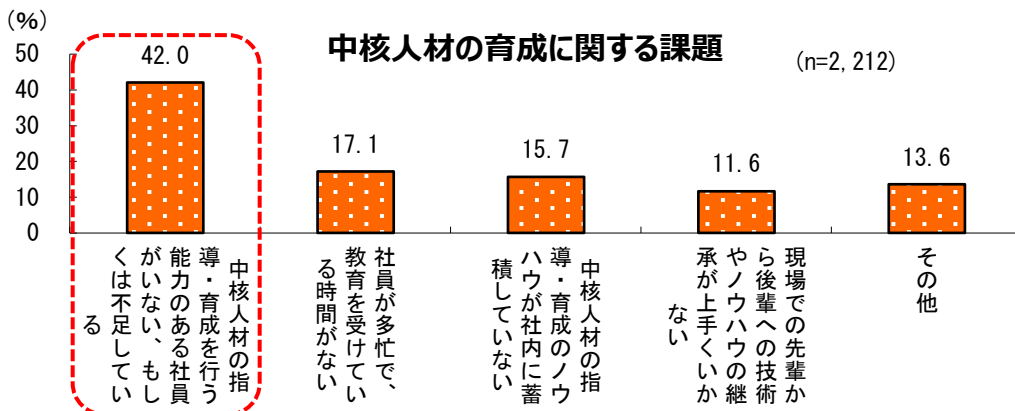 (%)
中核人材の育成に関する課題
(n=2,212)
50
40
30
20
10
0
42.0
17.1
15.7
11.6
13.6
中核人材の指
導・育成を行う
能力のある社員
がいない、もし
くは不足してい
る
社員が多忙で、
教育を受けてい
る時間がない
中核人材の指
導・育成のノウ
ハウが社内に蓄
積していない
現場での先輩か
ら後輩への技術
やノウハウの継
承が上手くいか
ない
その他